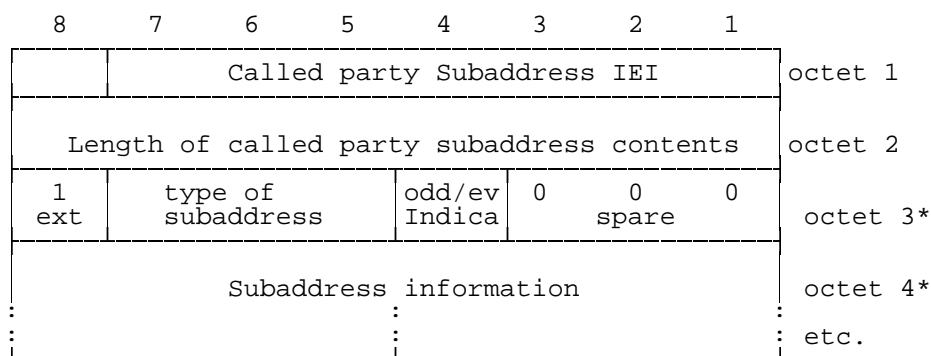 8 7 6 5 4 3 2 1
Called party Subaddress IEI octet 1
Length of called party subaddress contents octet 2
1 type of odd/ev 0 0 0
ext subaddress Indica spare octet 3*
Subaddress information octet 4*
: : :
: : : etc.